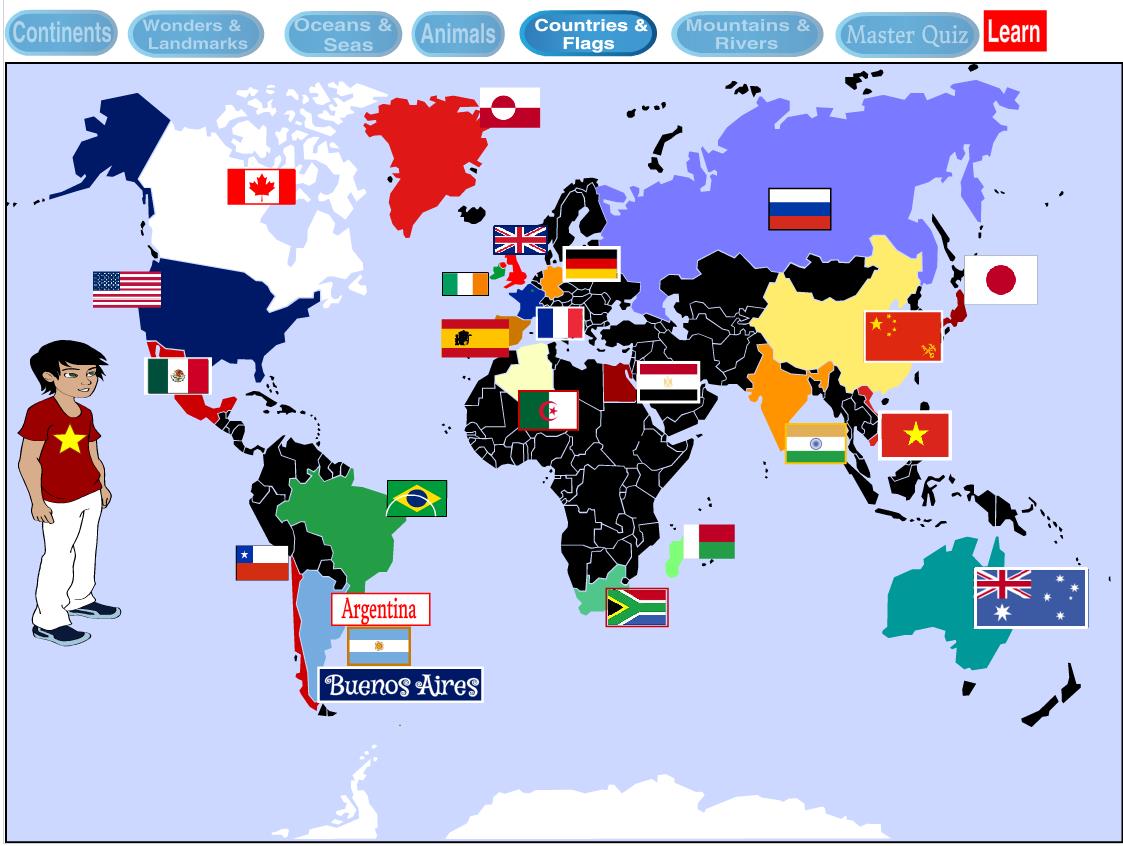 Continents
Wonders &
Landmarks
Oceans &
Seas
Animals
Countries &
Flags
Mountains &
Rivers
Master Quiz
Learn
Argentina
Buenos Aires